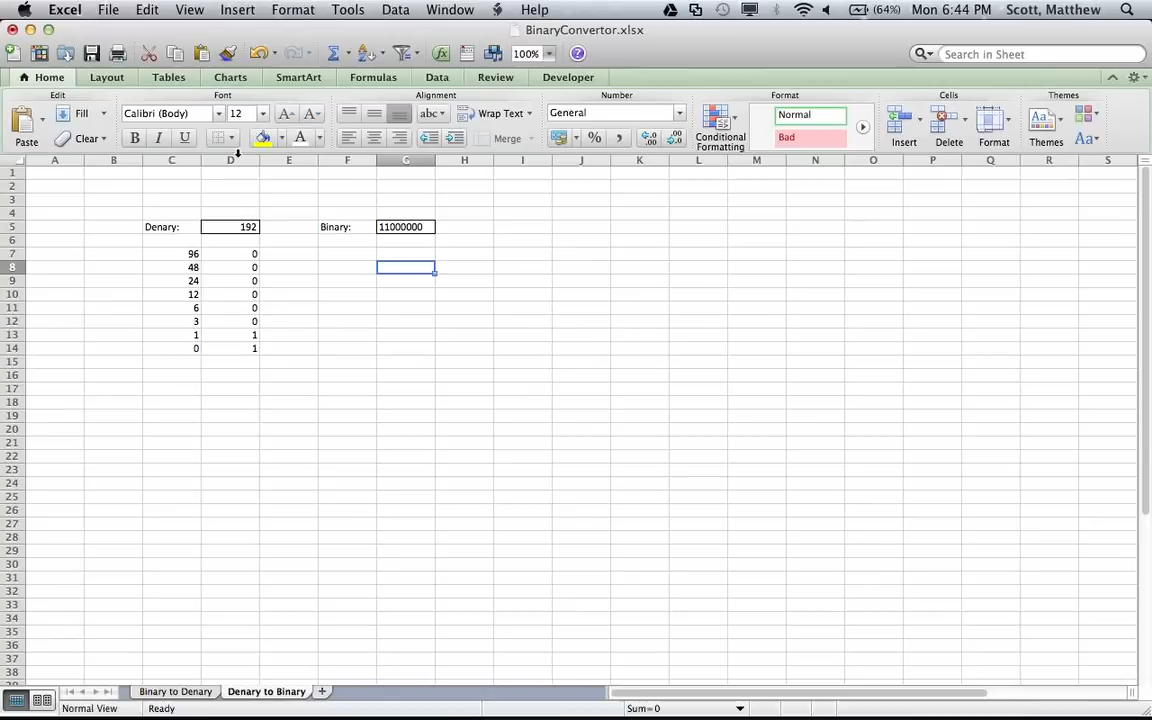 Excel File Edit View Insert Format Tools Data Window Help (64%) Mon 6:44 PM Scott, Matthew
BinaryConvertor.xlsx
100% Search in Sheet
Home Layout Tables Charts SmartArt Formulas Data Review Developer
Edit Font Alignment Number Format Cells Themes
Paste Fill Calibri (Body) 12 A A abc Wrap Text General Conditional Formatting Normal Insert Delete Format Themes Aa
Clear B I U A Merge % Bad
A B C D E F G H I J K L M N O P Q R S
1
2
3
4
5 Denary: 192 Binary: 11000000
6
7 96 0
8 48 0
9 24 0
10 12 0
11 6 0
12 3 0
13 1 1
14 0 1
15
16
17
18
19
20
21
22
23
24
25
26
27
28
29
30
31
32
33
34
35
36
37
38
Binary to Denary Denary to Binary
Normal View Ready Sum=0